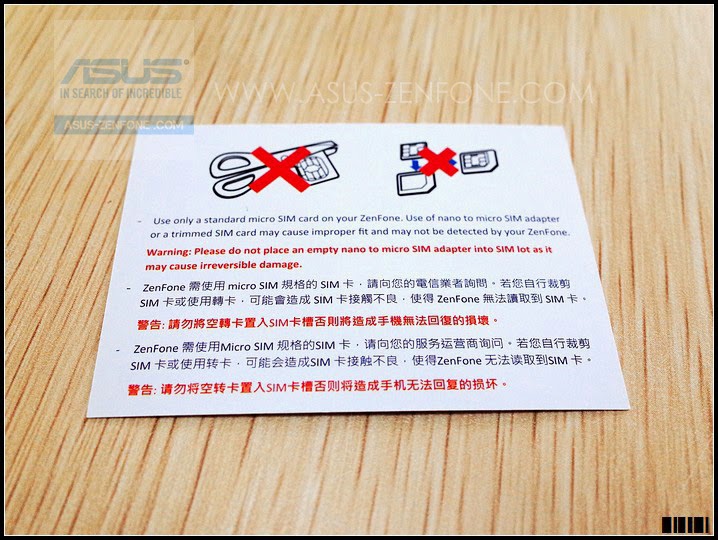 ASUS
IN SEARCH OF INCREDIBLE
ASUS-ZENFONE.COM
WWW.ASUS-ZENFONE.COM
- Use only a standard micro SIM card on your ZenFone. Use of nano to micro SIM adapter
or a trimmed SIM card may cause improper fit and may not be detected by your ZenFone.
Warning: Please do not place an empty nano to micro SIM adapter into SIM lot as it
may cause irreversible damage.
- ZenFone 需使用 micro SIM 規格的 SIM 卡，請向您的電信業者詢問。若您自行裁剪
SIM 卡或使用轉卡，可能會造成 SIM 卡接觸不良，使得 ZenFone 無法讀取到 SIM 卡。
警告: 請勿將空轉卡置入SIM卡槽否則將造成手機無法回復的損壞。
- ZenFone 需使用Micro SIM 规格的SIM 卡，请向您的服务运营商询问。若您自行裁剪
SIM 卡或使用转卡，可能会造成SIM 卡接触不良，使得ZenFone 无法读取到SIM 卡。
警告: 请勿将空转卡置入SIM卡槽否则将造成手机无法回复的损坏。